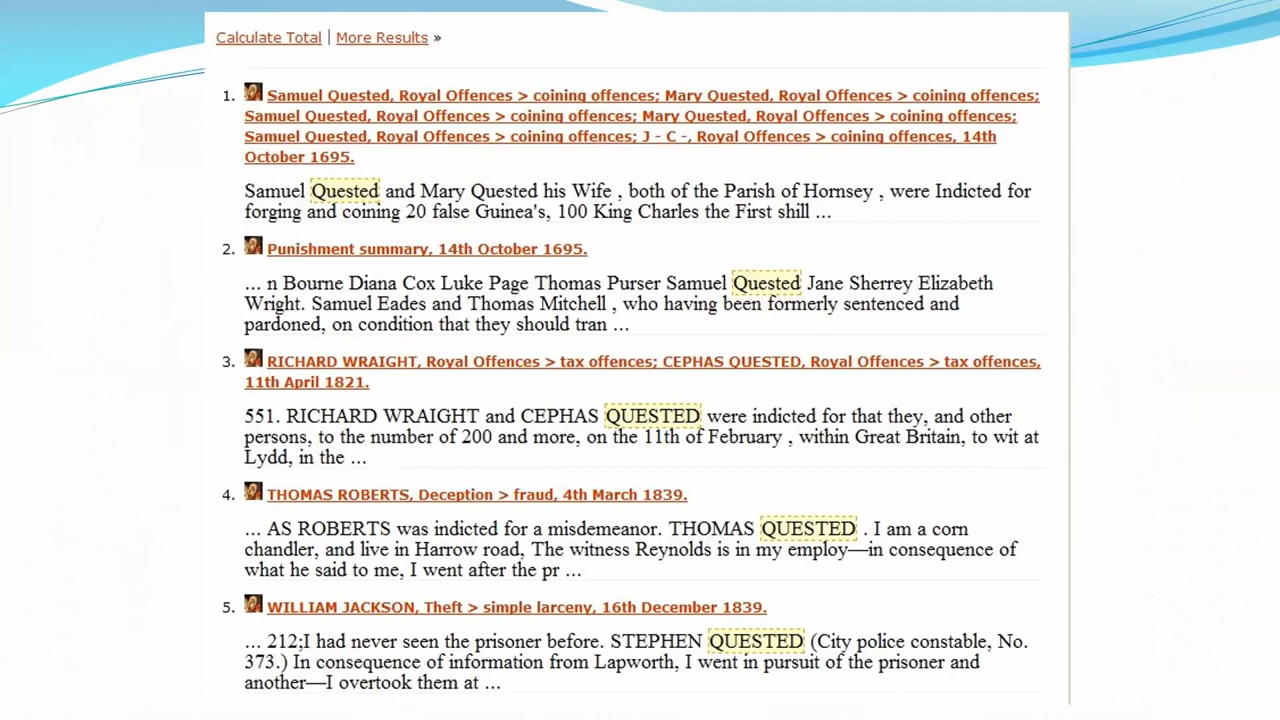 Calculate Total | More Results »
1. Samuel Quested, Royal Offences > coining offences; Mary Quested, Royal Offences > coining offences;
Samuel Quested, Royal Offences > coining offences; Mary Quested, Royal Offences > coining offences;
Samuel Quested, Royal Offences > coining offences; J - C -, Royal Offences > coining offences, 14th
October 1695.
Samuel Quested and Mary Quested his Wife , both of the Parish of Hornsey , were Indicted for
forging and coining 20 false Guinea's, 100 King Charles the First shill ...
2. Punishment summary, 14th October 1695.
... n Bourne Diana Cox Luke Page Thomas Purser Samuel Quested Jane Sherrey Elizabeth
Wright. Samuel Eades and Thomas Mitchell , who having been formerly sentenced and
pardoned, on condition that they should tran ...
3. RICHARD WRAIGHT, Royal Offences > tax offences; CEPHAS QUESTED, Royal Offences > tax offences,
11th April 1821.
551. RICHARD WRAIGHT and CEPHAS QUESTED were indicted for that they, and other
persons, to the number of 200 and more, on the 11th of February , within Great Britain, to wit at
Lydd, in the ...
4. THOMAS ROBERTS, Deception > fraud, 4th March 1839.
... AS ROBERTS was indicted for a misdemeanor. THOMAS QUESTED . I am a corn
chandler, and live in Harrow road, The witness Reynolds is in my employ—in consequence of
what he said to me, I went after the pr ...
5. WILLIAM JACKSON, Theft > simple larceny, 16th December 1839.
... 212;I had never seen the prisoner before. STEPHEN QUESTED (City police constable, No.
373.) In consequence of information from Lapworth, I went in pursuit of the prisoner and
another—I overtook them at ...